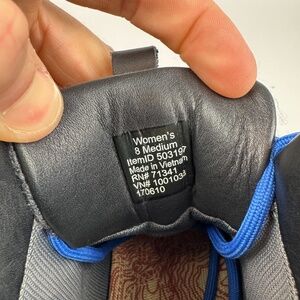 Women's
8 Medium
ItemID 503197
Made in Vietnam
RN# 71341
VN# 1001033
170610